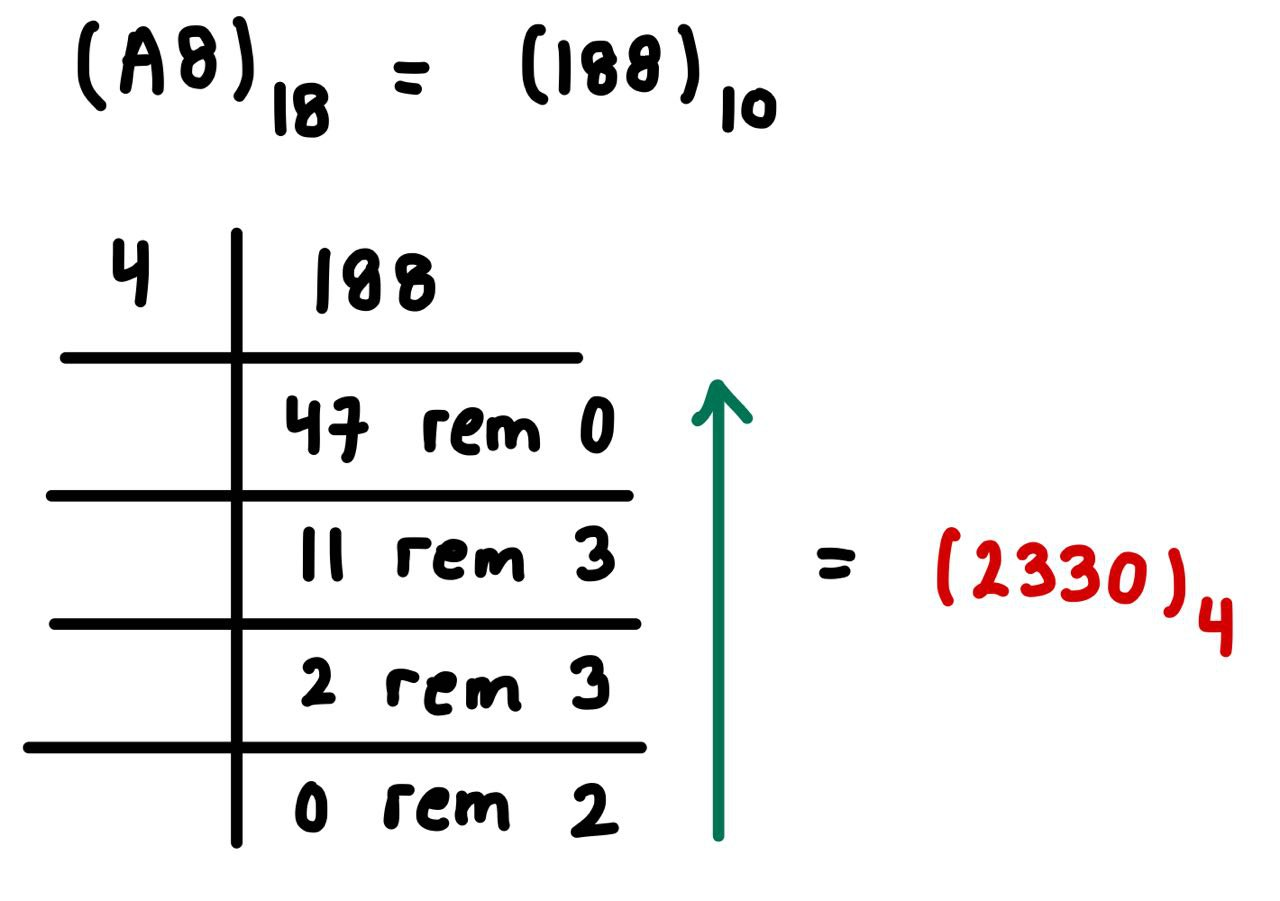 (A8)₁₈ = (188)₁₀
4 188
47 rem 0
11 rem 3
2 rem 3
0 rem 2
= (2330)₄